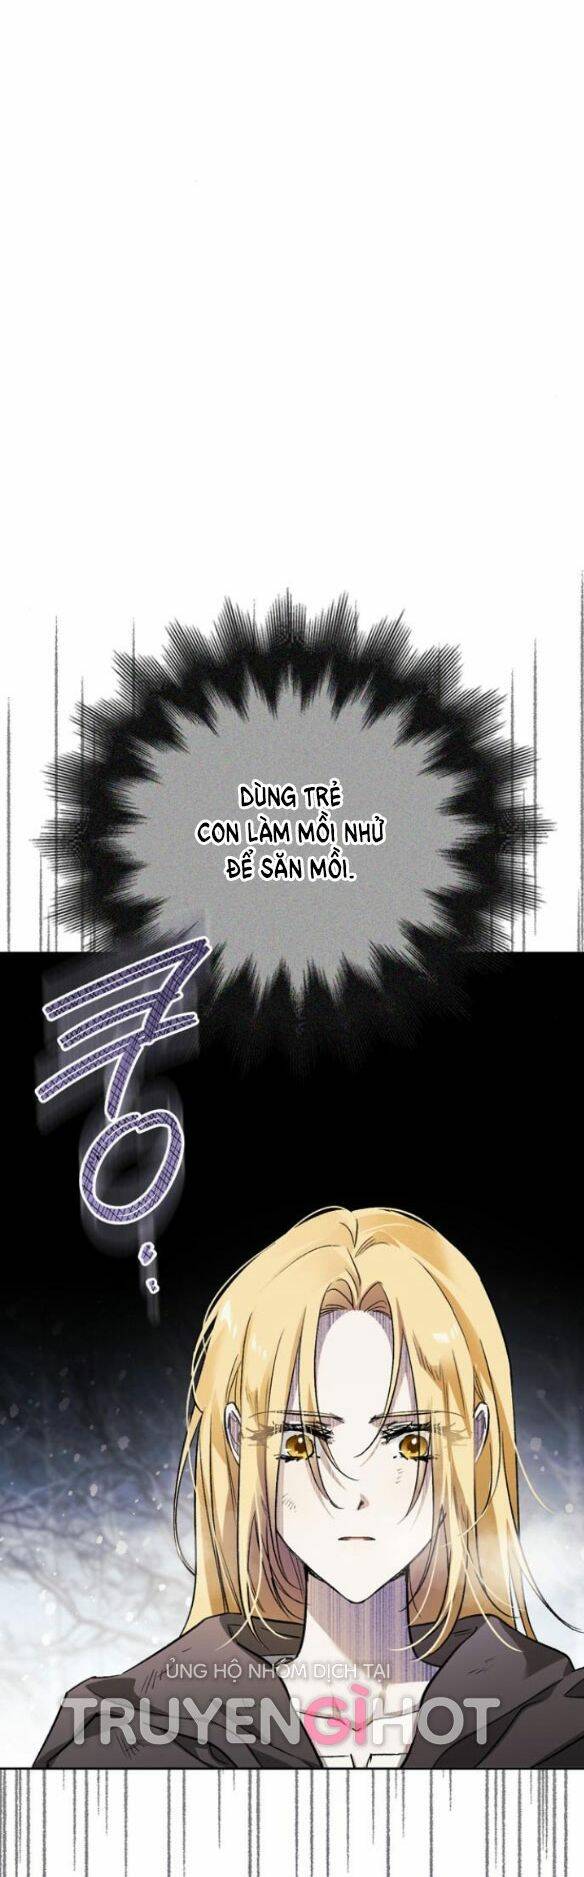 DÙNG TRẺ
CON LÀM MỒI NHỬ
ĐỂ SĂN MỒI.
쿵..
ỦNG HỘ NHÓM DỊCH TẠI
TRUYENGIHOT